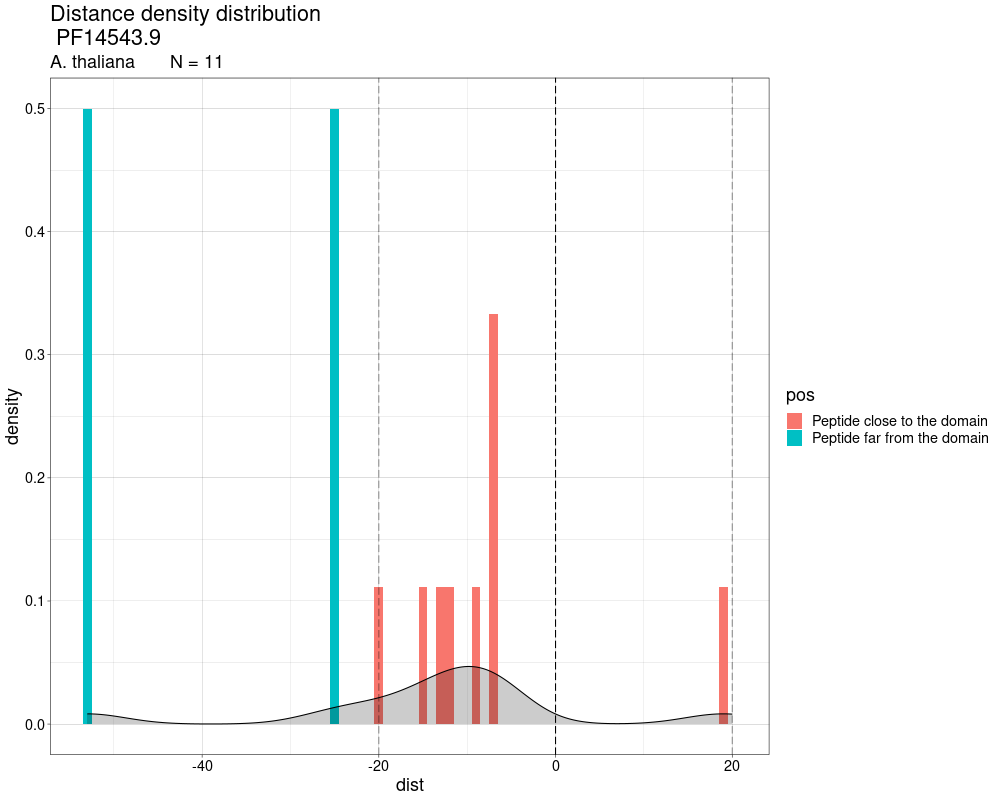 Distance density distribution
PF14543.9
A. thaliana N = 11
0.5
0.4
0.3
0.2
0.1
0.0
density
-40
-20
0
20
dist
pos
Peptide close to the domain
Peptide far from the domain